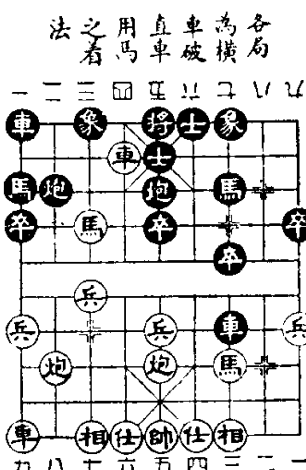 各局
為橫
車破
直車
用馬
之着
法
一 二 三 四 五 六 七 八 九
車 象 將 士 象
車 士
馬 炮 炮 馬
卒 馬 卒 卒
卒
兵
兵 兵 車 兵
炮 炮 馬
車 相 仕 帥 仕 相
九 八 七 六 五 四 三 二 一